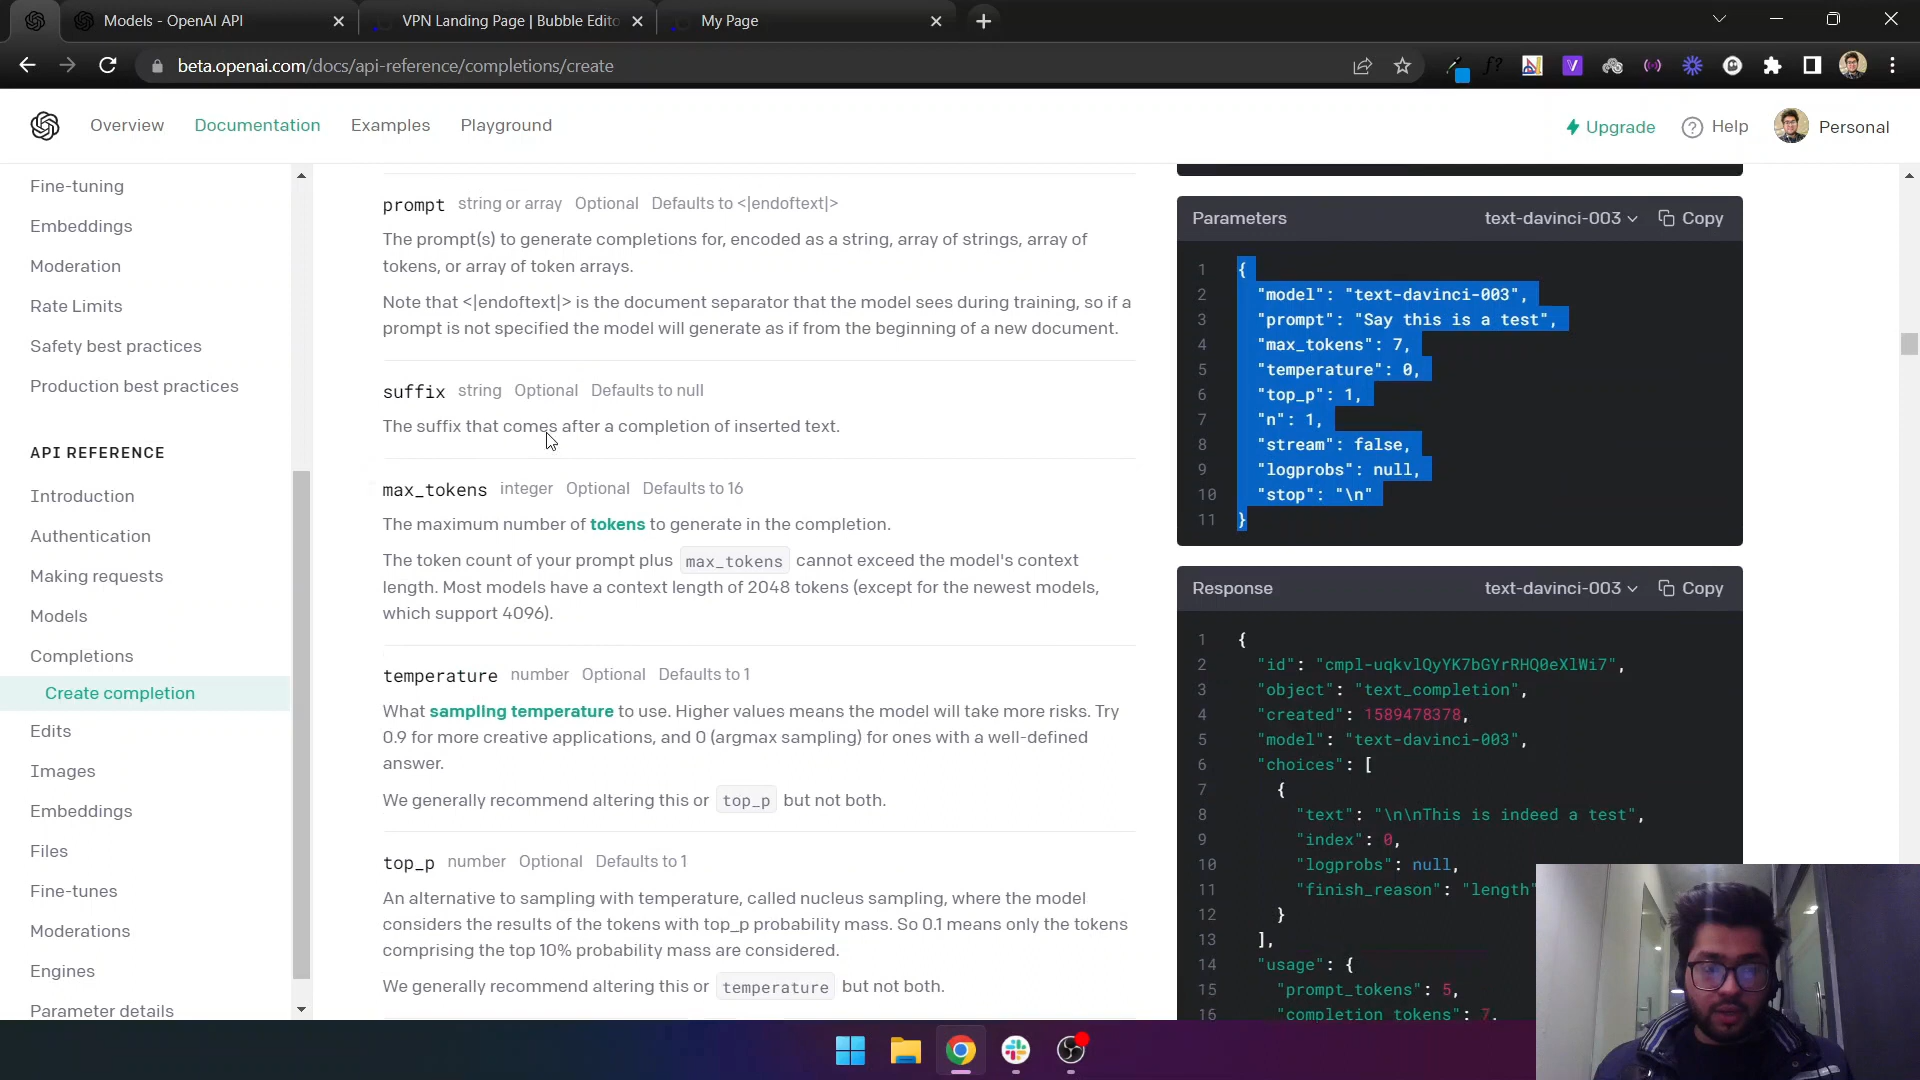 Models - OpenAI API
VPN Landing Page | Bubble Edito
My Page
beta.openai.com/docs/api-reference/completions/create
Overview
Documentation
Examples
Playground
Upgrade
Help
Personal
Fine-tuning
Embeddings
Moderation
Rate Limits
Safety best practices
Production best practices
API REFERENCE
Introduction
Authentication
Making requests
Models
Completions
Create completion
Edits
Images
Embeddings
Files
Fine-tunes
Moderations
Engines
Parameter details
prompt string or array Optional Defaults to <|endoftext|>
The prompt(s) to generate completions for, encoded as a string, array of strings, array of
tokens, or array of token arrays.
Note that <|endoftext|> is the document separator that the model sees during training, so if a
prompt is not specified the model will generate as if from the beginning of a new document.
suffix string Optional Defaults to null
The suffix that comes after a completion of inserted text.
max_tokens integer Optional Defaults to 16
The maximum number of tokens to generate in the completion.
The token count of your prompt plus max_tokens cannot exceed the model's context
length. Most models have a context length of 2048 tokens (except for the newest models,
which support 4096).
temperature number Optional Defaults to 1
What sampling temperature to use. Higher values means the model will take more risks. Try
0.9 for more creative applications, and 0 (argmax sampling) for ones with a well-defined
answer.
We generally recommend altering this or top_p but not both.
top_p number Optional Defaults to 1
An alternative to sampling with temperature, called nucleus sampling, where the model
considers the results of the tokens with top_p probability mass. So 0.1 means only the tokens
comprising the top 10% probability mass are considered.
We generally recommend altering this or temperature but not both.
Parameters text-davinci-003 Copy
1 {
2 "model": "text-davinci-003",
3 "prompt": "Say this is a test",
4 "max_tokens": 7,
5 "temperature": 0,
6 "top_p": 1,
7 "n": 1,
8 "stream": false,
9 "logprobs": null,
10 "stop": "\n"
11 }
Response text-davinci-003 Copy
1 {
2 "id": "cmpl-uqkvlQyYK7bGYrRHQ0eXlWi7",
3 "object": "text_completion",
4 "created": 1589478378,
5 "model": "text-davinci-003",
6 "choices": [
7 {
8 "text": "\n\nThis is indeed a test",
9 "index": 0,
10 "logprobs": null,
11 "finish_reason": "length"
12 }
13 ],
14 "usage": {
15 "prompt_tokens": 5,
16 "completion_tokens": 7,